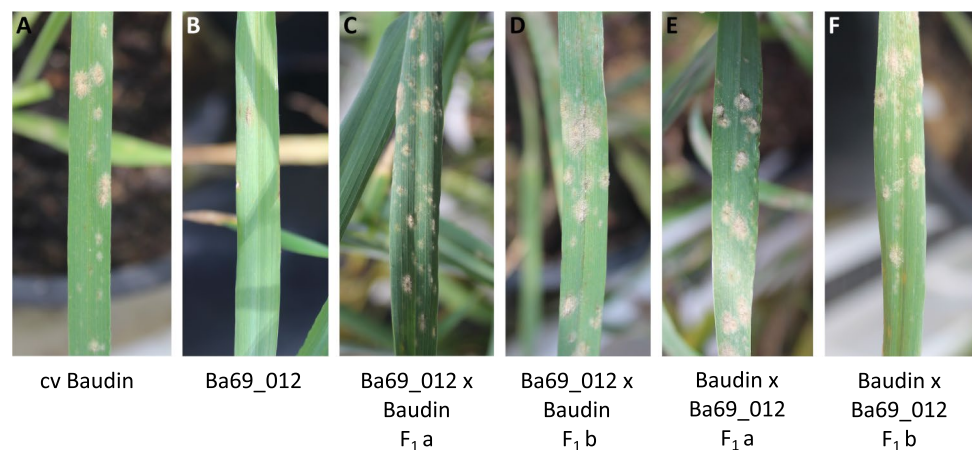 A
B
C
D
E
F
cv Baudin
Ba69_012
Ba69_012 x
Baudin
F₁ a
Ba69_012 x
Baudin
F₁ b
Baudin x
Ba69_012
F₁ a
Baudin x
Ba69_012
F₁ b